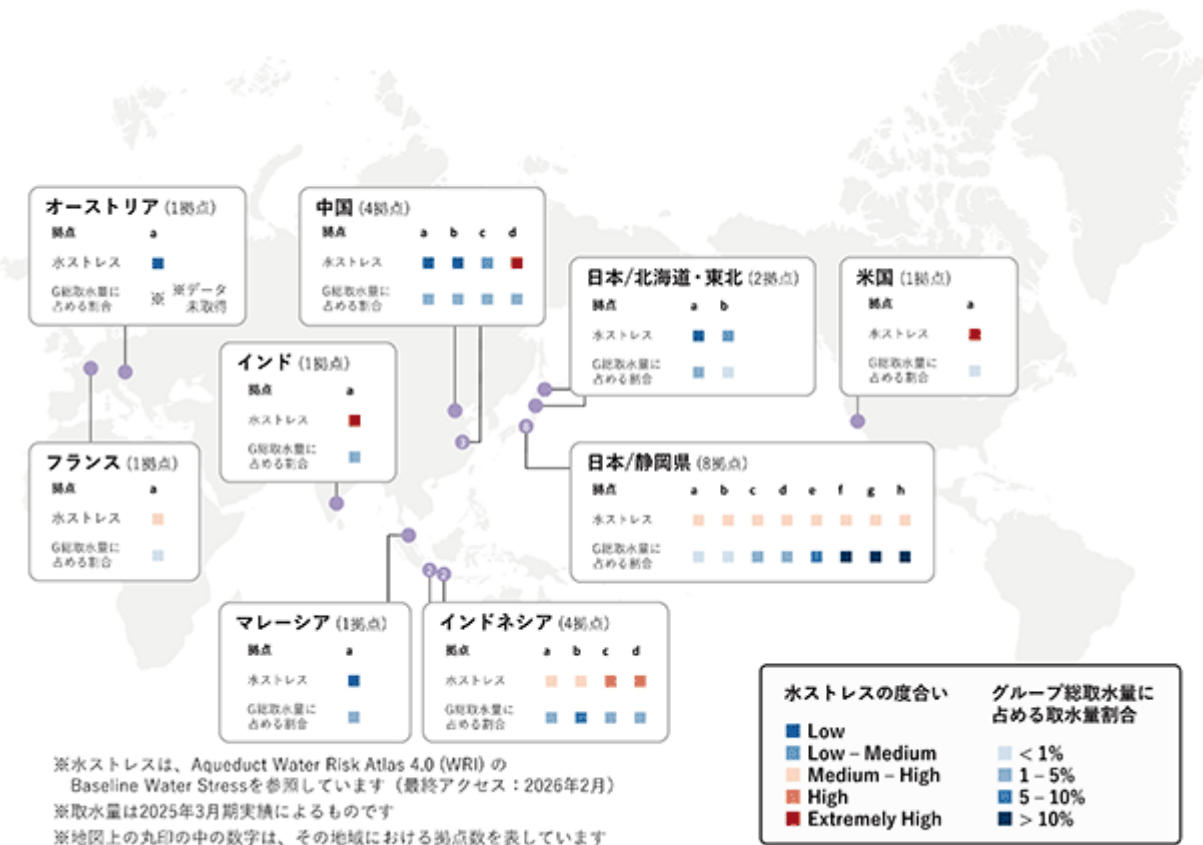 オーストリア (1拠点)
拠点 a
水ストレス
G総取水量に
占める割合
※ ※データ
未取得
中国 (4拠点)
拠点 a b c d
水ストレス
G総取水量に
占める割合
日本/北海道・東北 (2拠点)
拠点 a b
水ストレス
G総取水量に
占める割合
米国 (1拠点)
拠点 a
水ストレス
G総取水量に
占める割合
インド (1拠点)
拠点 a
水ストレス
G総取水量に
占める割合
フランス (1拠点)
拠点 a
水ストレス
G総取水量に
占める割合
3
8
日本/静岡県 (8拠点)
拠点 a b c d e f g h
水ストレス
G総取水量に
占める割合
2 2
マレーシア (1拠点)
拠点 a
水ストレス
G総取水量に
占める割合
インドネシア (4拠点)
拠点 a b c d
水ストレス
G総取水量に
占める割合
水ストレスの度合い
Low
Low – Medium
Medium – High
High
Extremely High
グループ総取水量に
占める取水量割合
< 1%
1 – 5%
5 – 10%
> 10%
※水ストレスは、Aqueduct Water Risk Atlas 4.0 (WRI) の
Baseline Water Stressを参照しています（最終アクセス：2026年2月）
※取水量は2025年3月期実績によるものです
※地図上の丸印の中の数字は、その地域における拠点数を表しています